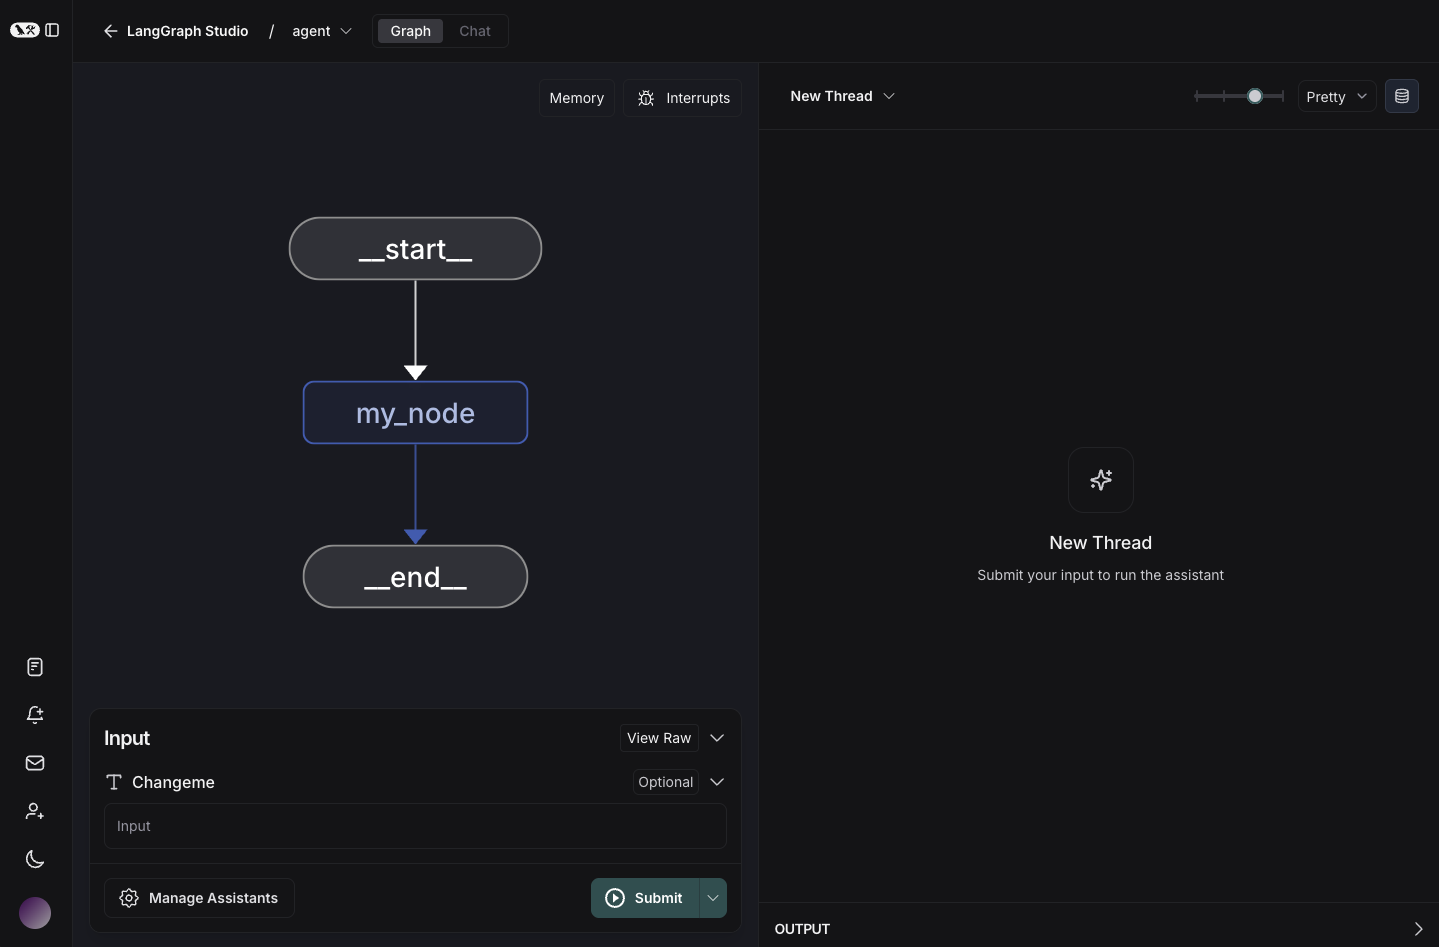 LangGraph Studio / agent Graph Chat
Memory Interrupts
__start__
my_node
__end__
Input View Raw
Changeme Optional
Input
Manage Assistants Submit
New Thread Pretty
New Thread
Submit your input to run the assistant
OUTPUT